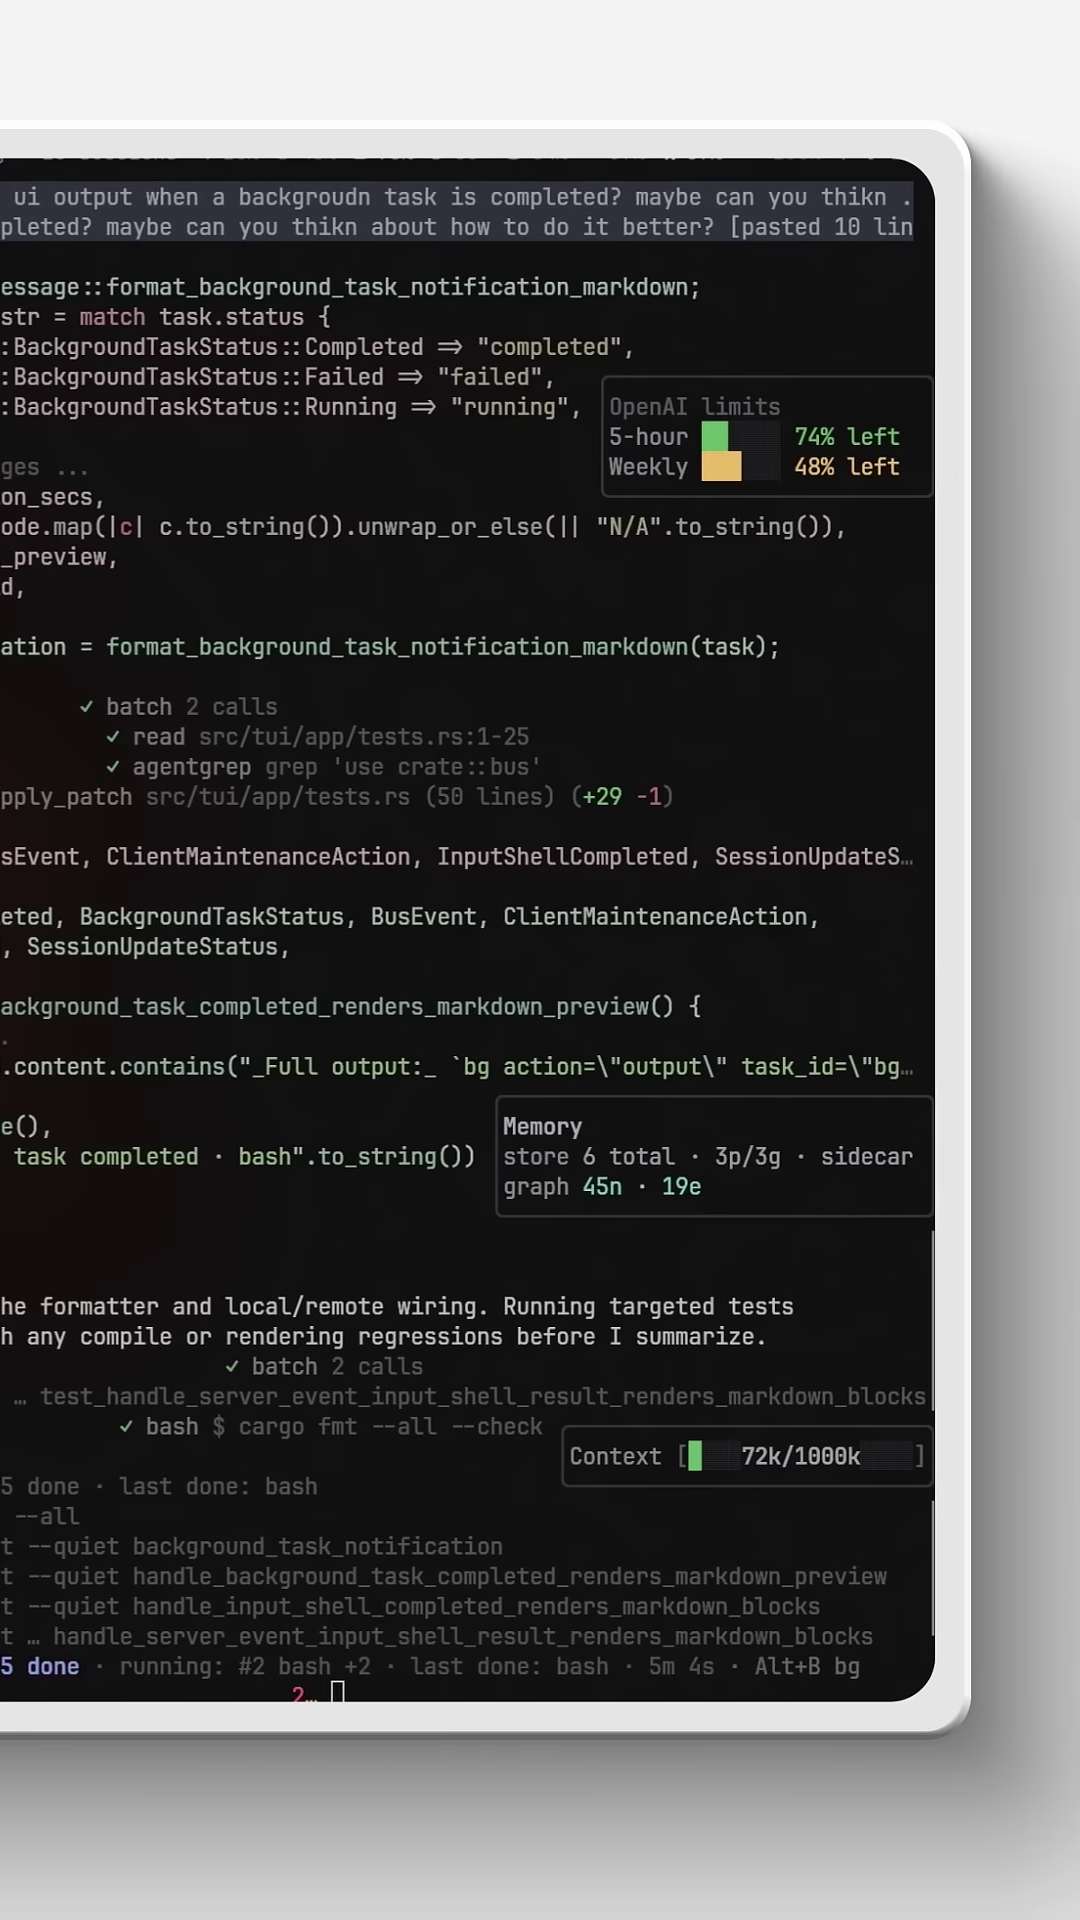 ui output when a backgroudn task is completed? maybe can you thikn .
pleted? maybe can you thikn about how to do it better? [pasted 10 lin
essage::format_background_task_notification_markdown;
str = match task.status {
:BackgroundTaskStatus::Completed => "completed",
:BackgroundTaskStatus::Failed => "failed",
:BackgroundTaskStatus::Running => "running",
OpenAI limits
5-hour 74% left
Weekly 48% left
ges ...
on_secs,
ode.map(|c| c.to_string()).unwrap_or_else(|| "N/A".to_string()),
_preview,
d,
ation = format_background_task_notification_markdown(task);
✓ batch 2 calls
✓ read src/tui/app/tests.rs:1-25
✓ agentgrep grep 'use crate::bus'
pply_patch src/tui/app/tests.rs (50 lines) (+29 -1)
sEvent, ClientMaintenanceAction, InputShellCompleted, SessionUpdateS…
eted, BackgroundTaskStatus, BusEvent, ClientMaintenanceAction,
, SessionUpdateStatus,
ackground_task_completed_renders_markdown_preview() {
.
.content.contains("_Full output:_ `bg action=\"output\" task_id=\"bg…
e(),
task completed · bash".to_string())
Memory
store 6 total · 3p/3g · sidecar
graph 45n · 19e
he formatter and local/remote wiring. Running targeted tests
h any compile or rendering regressions before I summarize.
✓ batch 2 calls
… test_handle_server_event_input_shell_result_renders_markdown_blocks
✓ bash $ cargo fmt --all --check
Context [72k/1000k]
5 done · last done: bash
--all
t --quiet background_task_notification
t --quiet handle_background_task_completed_renders_markdown_preview
t --quiet handle_input_shell_completed_renders_markdown_blocks
t … handle_server_event_input_shell_result_renders_markdown_blocks
5 done · running: #2 bash +2 · last done: bash · 5m 4s · Alt+B bg
2…